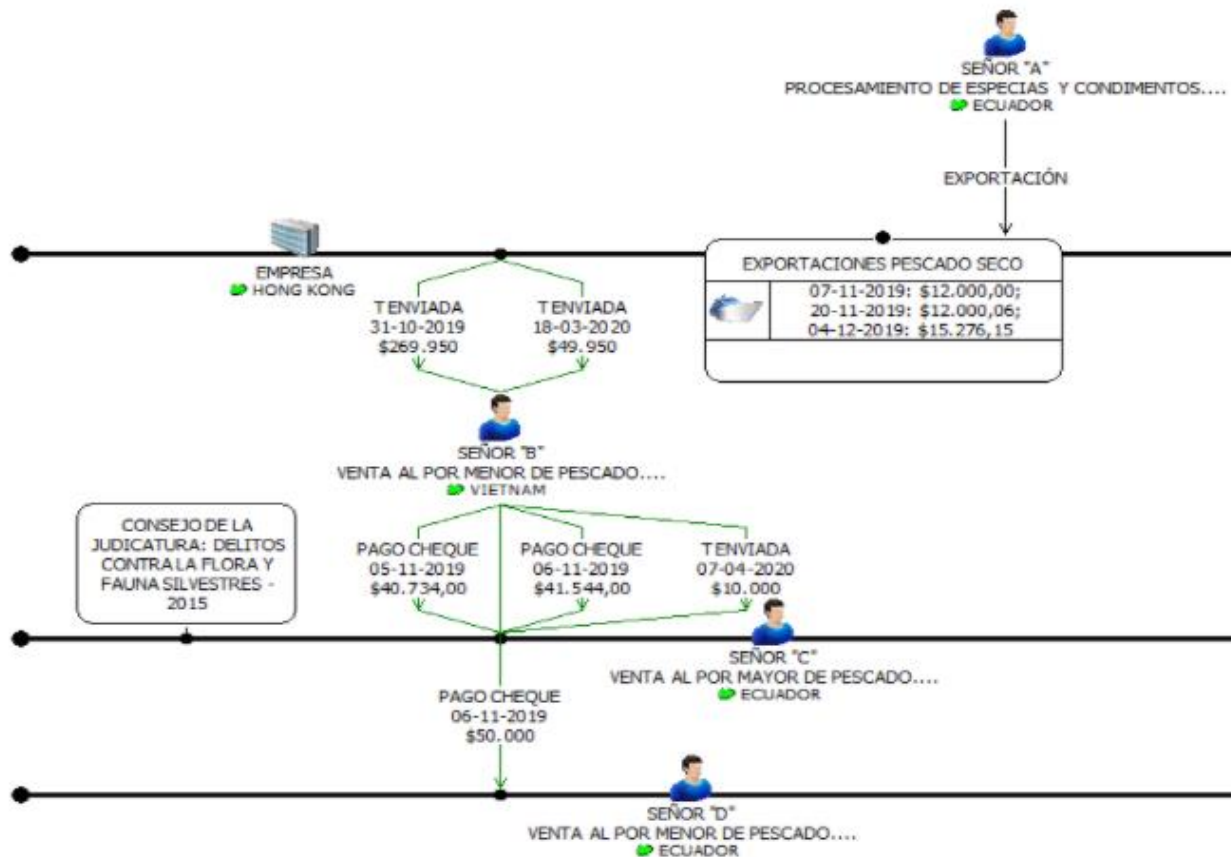 SEÑOR "A"
PROCESAMIENTO DE ESPECIAS Y CONDIMENTOS....
ECUADOR
EXPORTACIÓN
EMPRESA
HONG KONG
EXPORTACIONES PESCADO SECO
07-11-2019: $12.000,00;
20-11-2019: $12.000,06;
04-12-2019: $15.276,15
T ENVIADA
31-10-2019
$269.950
T ENVIADA
18-03-2020
$49.950
SEÑOR "B"
VENTA AL POR MENOR DE PESCADO....
VIETNAM
CONSEJO DE LA
JUDICATURA: DELITOS
CONTRA LA FLORA Y
FAUNA SILVESTRES -
2015
PAGO CHEQUE
05-11-2019
$40.734,00
PAGO CHEQUE
06-11-2019
$41.544,00
T ENVIADA
07-04-2020
$10.000
SEÑOR "C"
VENTA AL POR MAYOR DE PESCADO....
ECUADOR
PAGO CHEQUE
06-11-2019
$50.000
SEÑOR "D"
VENTA AL POR MENOR DE PESCADO....
ECUADOR